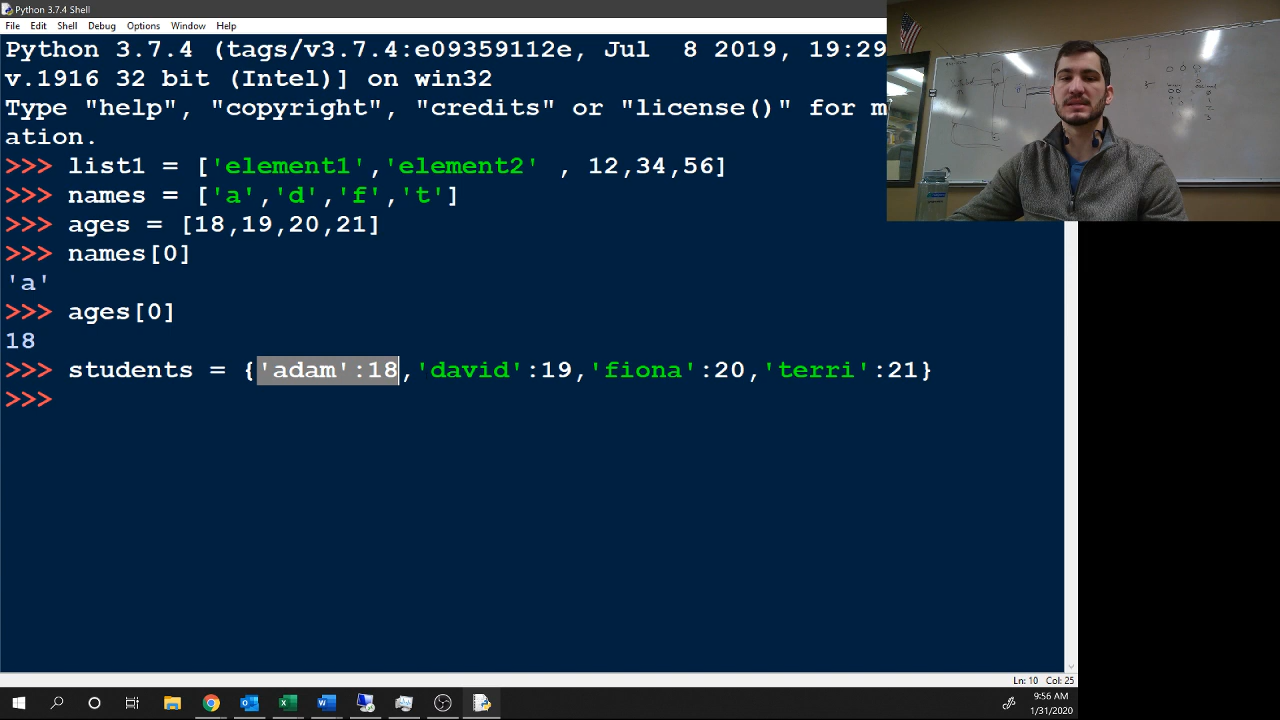 Python 3.7.4 Shell
File Edit Shell Debug Options Window Help
Python 3.7.4 (tags/v3.7.4:e09359112e, Jul  8 2019, 19:29
v.1916 32 bit (Intel)] on win32
Type "help", "copyright", "credits" or "license()" for m
ation.
>>> list1 = ['element1','element2' , 12,34,56]
>>> names = ['a','d','f','t']
>>> ages = [18,19,20,21]
>>> names[0]
'a'
>>> ages[0]
18
>>> students = {'adam':18,'david':19,'fiona':20,'terri':21}
>>>
Ln: 10 Col: 25
9:56 AM
1/31/2020